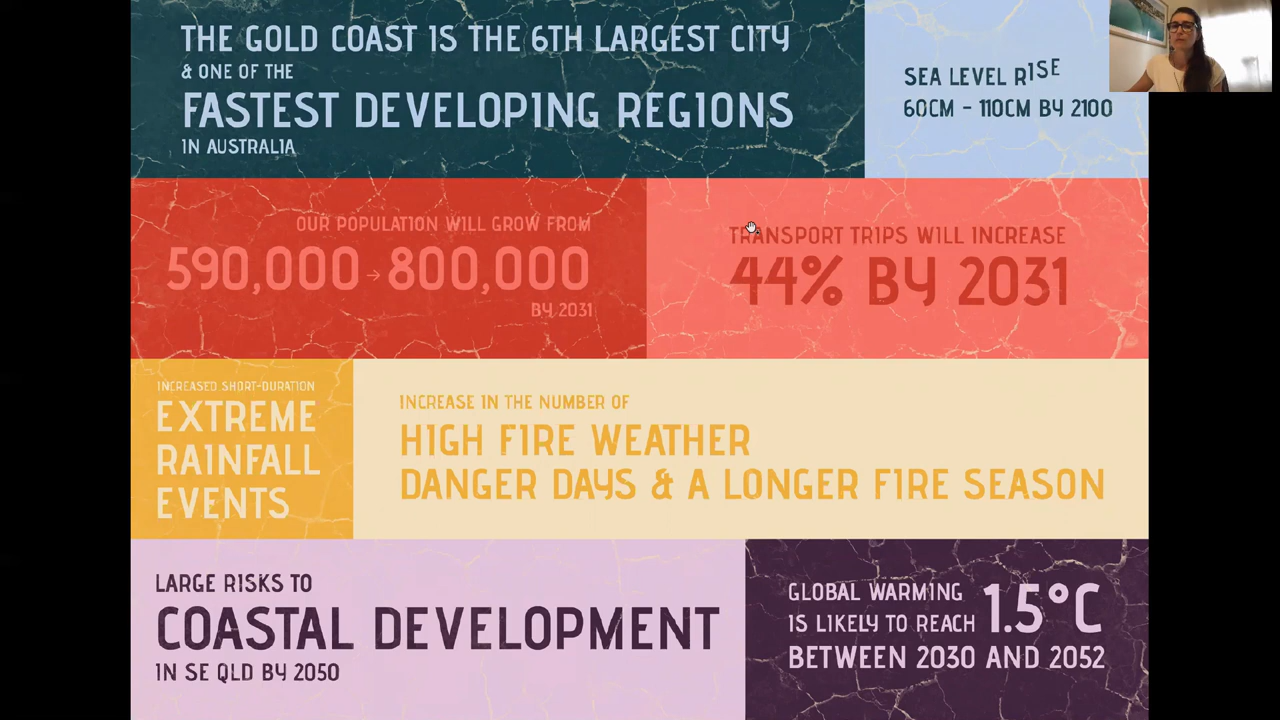 THE GOLD COAST IS THE 6TH LARGEST CITY
& ONE OF THE
FASTEST DEVELOPING REGIONS
IN AUSTRALIA
SEA LEVEL RISE
60CM - 110CM BY 2100
OUR POPULATION WILL GROW FROM
590,000 → 800,000
BY 2031
TRANSPORT TRIPS WILL INCREASE
44% BY 2031
INCREASED SHORT-DURATION
EXTREME
RAINFALL
EVENTS
INCREASE IN THE NUMBER OF
HIGH FIRE WEATHER
DANGER DAYS & A LONGER FIRE SEASON
LARGE RISKS TO
COASTAL DEVELOPMENT
IN SE QLD BY 2050
GLOBAL WARMING
IS LIKELY TO REACH 1.5°C
BETWEEN 2030 AND 2052